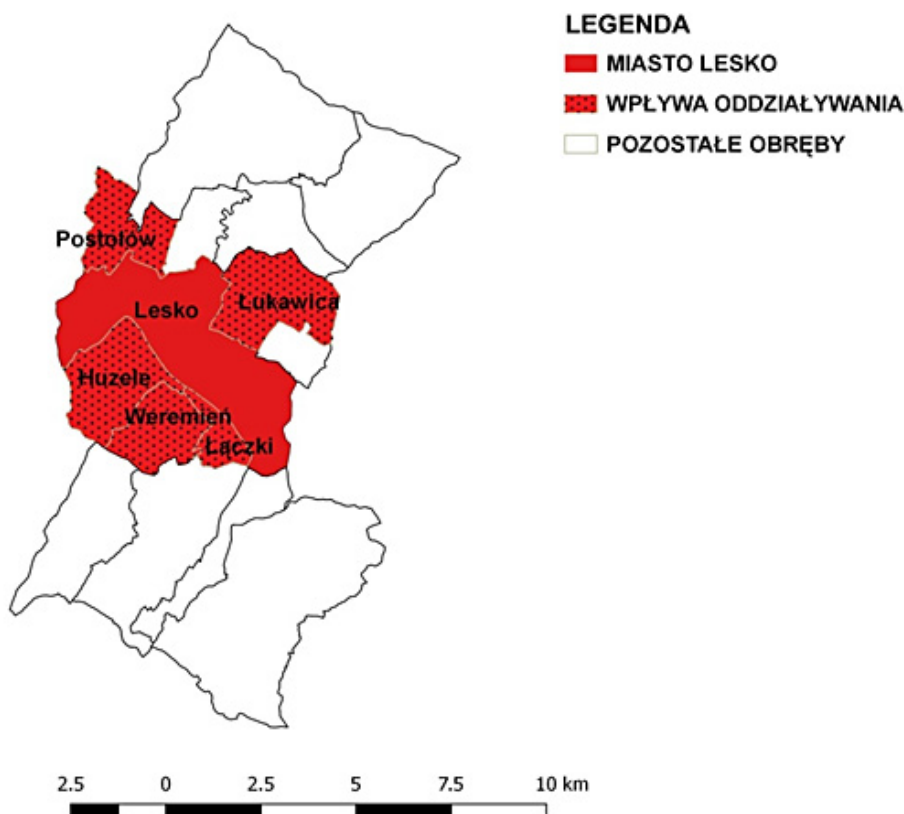 LEGENDA
MIASTO LESKO
WPŁYWA ODDZIAŁYWANIA
POZOSTAŁE OBRĘBY
Postołów
Lesko
Łukawica
Huzele
Weremień
Łączki
2.5 0 2.5 5 7.5 10 km